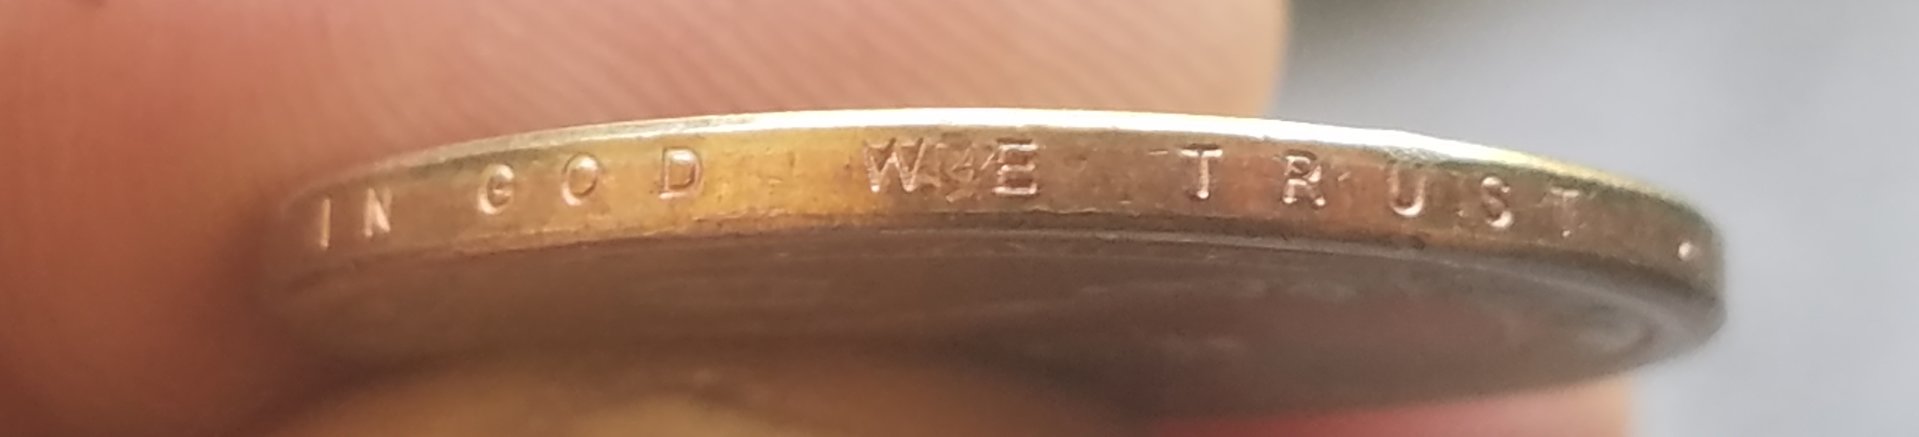 IN GOD WE TRUST ·